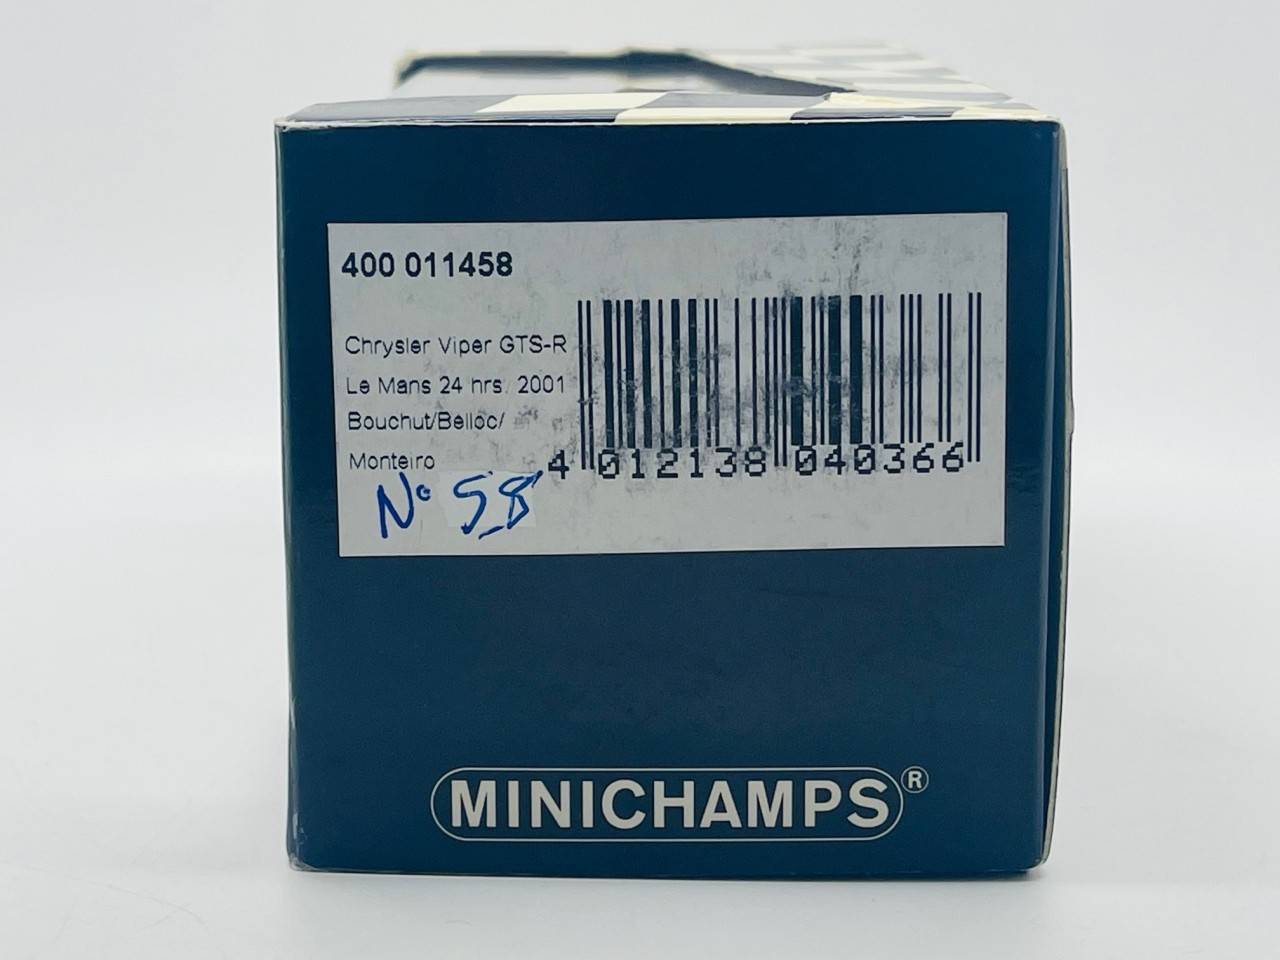 400 011458
Chrysler Viper GTS-R
Le Mans 24 hrs. 2001
Bouchut/Belloc/
Monteiro
4 012138 040366
N° 58
MINICHAMPS®